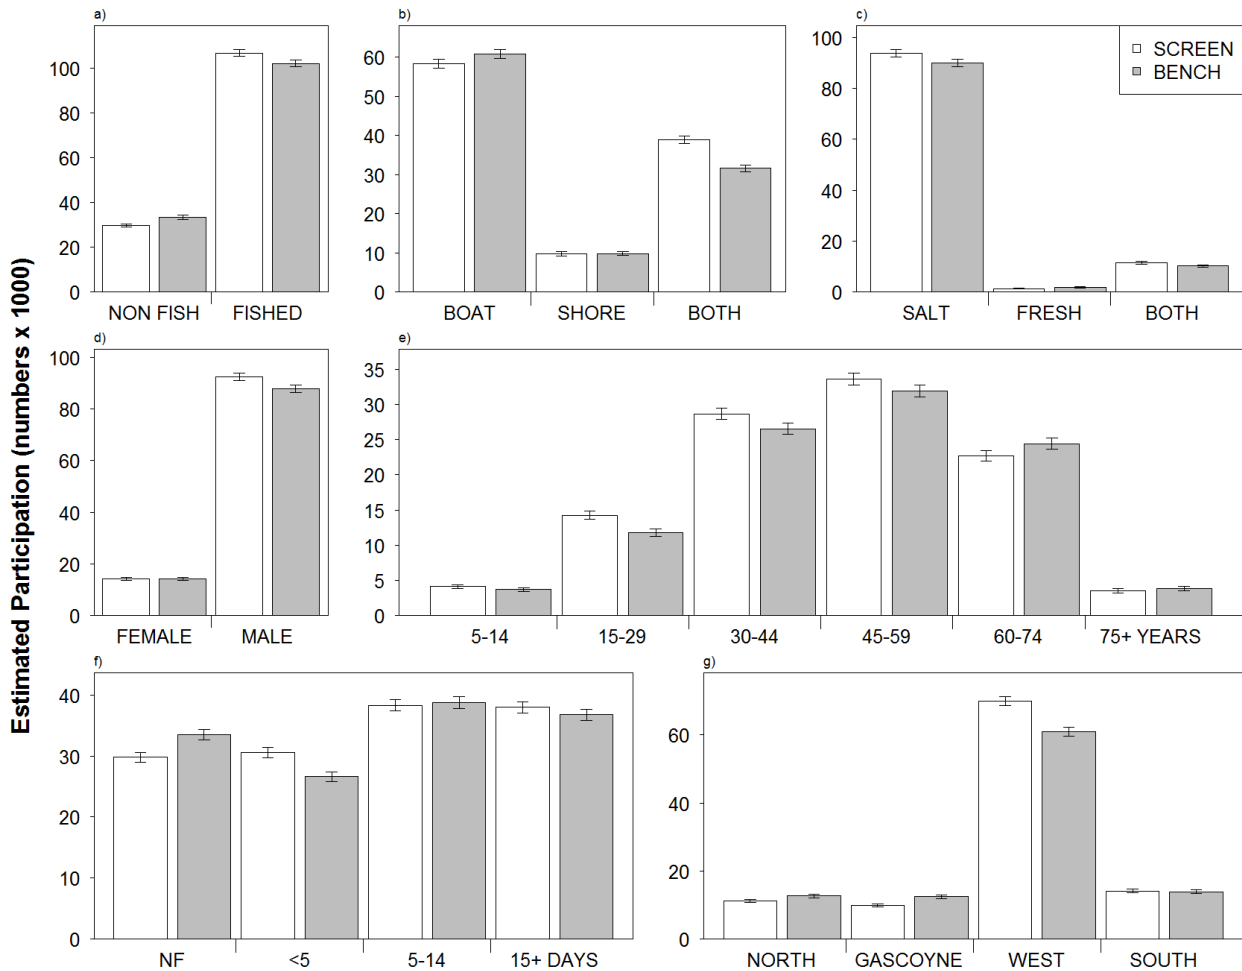 a)
100
80
60
40
20
0
NON FISH FISHED
b)
60
50
40
30
20
10
0
BOAT SHORE BOTH
c)
100
80
60
40
20
0
SALT FRESH BOTH
SCREEN
BENCH
Estimated Participation (numbers x 1000)
d)
100
80
60
40
20
0
FEMALE MALE
e)
35
30
25
20
15
10
5
0
5-14 15-29 30-44 45-59 60-74 75+ YEARS
f)
40
30
20
10
0
NF <5 5-14 15+ DAYS
g)
60
40
20
0
NORTH GASCOYNE WEST SOUTH